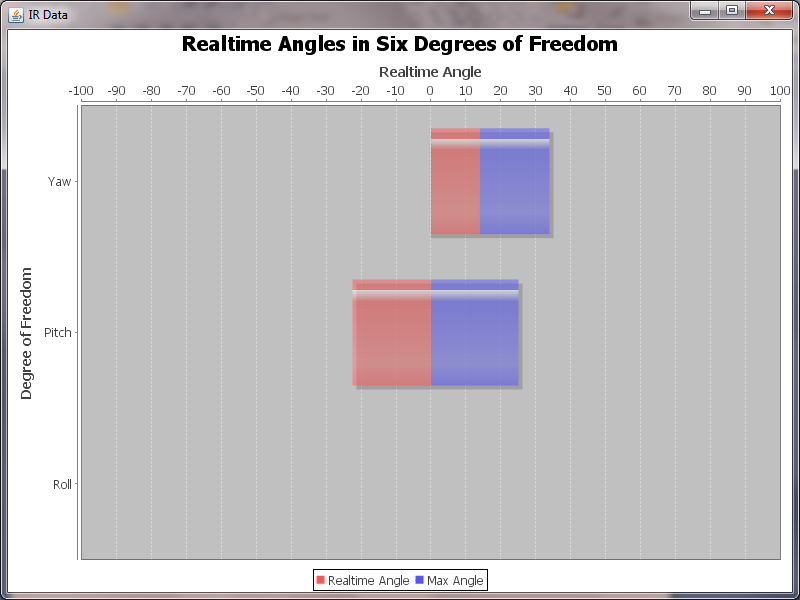 IR Data
Realtime Angles in Six Degrees of Freedom
Realtime Angle
-100 -90 -80 -70 -60 -50 -40 -30 -20 -10 0 10 20 30 40 50 60 70 80 90 100
Degree of Freedom
Yaw
Pitch
Roll
Realtime Angle Max Angle